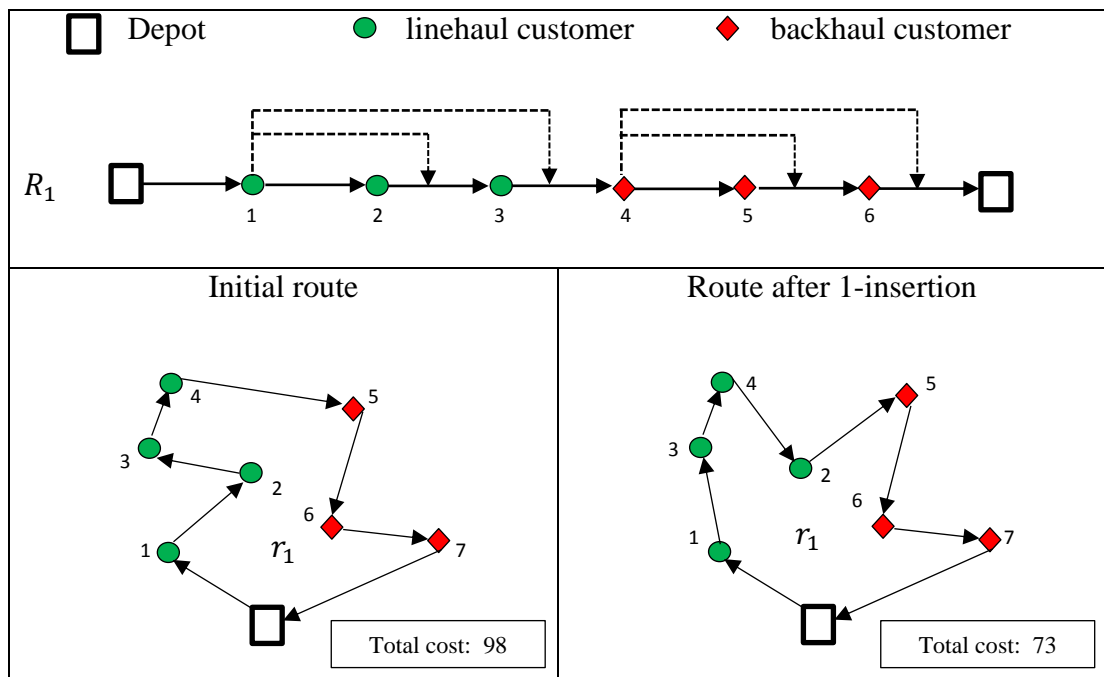 Depot linehaul customer backhaul customer
R₁
1 2 3 4 5 6
Initial route Route after 1-insertion
4 5
3 2
6
1 r₁ 7
Total cost: 98
4 5
3 2
6
1 r₁ 7
Total cost: 73